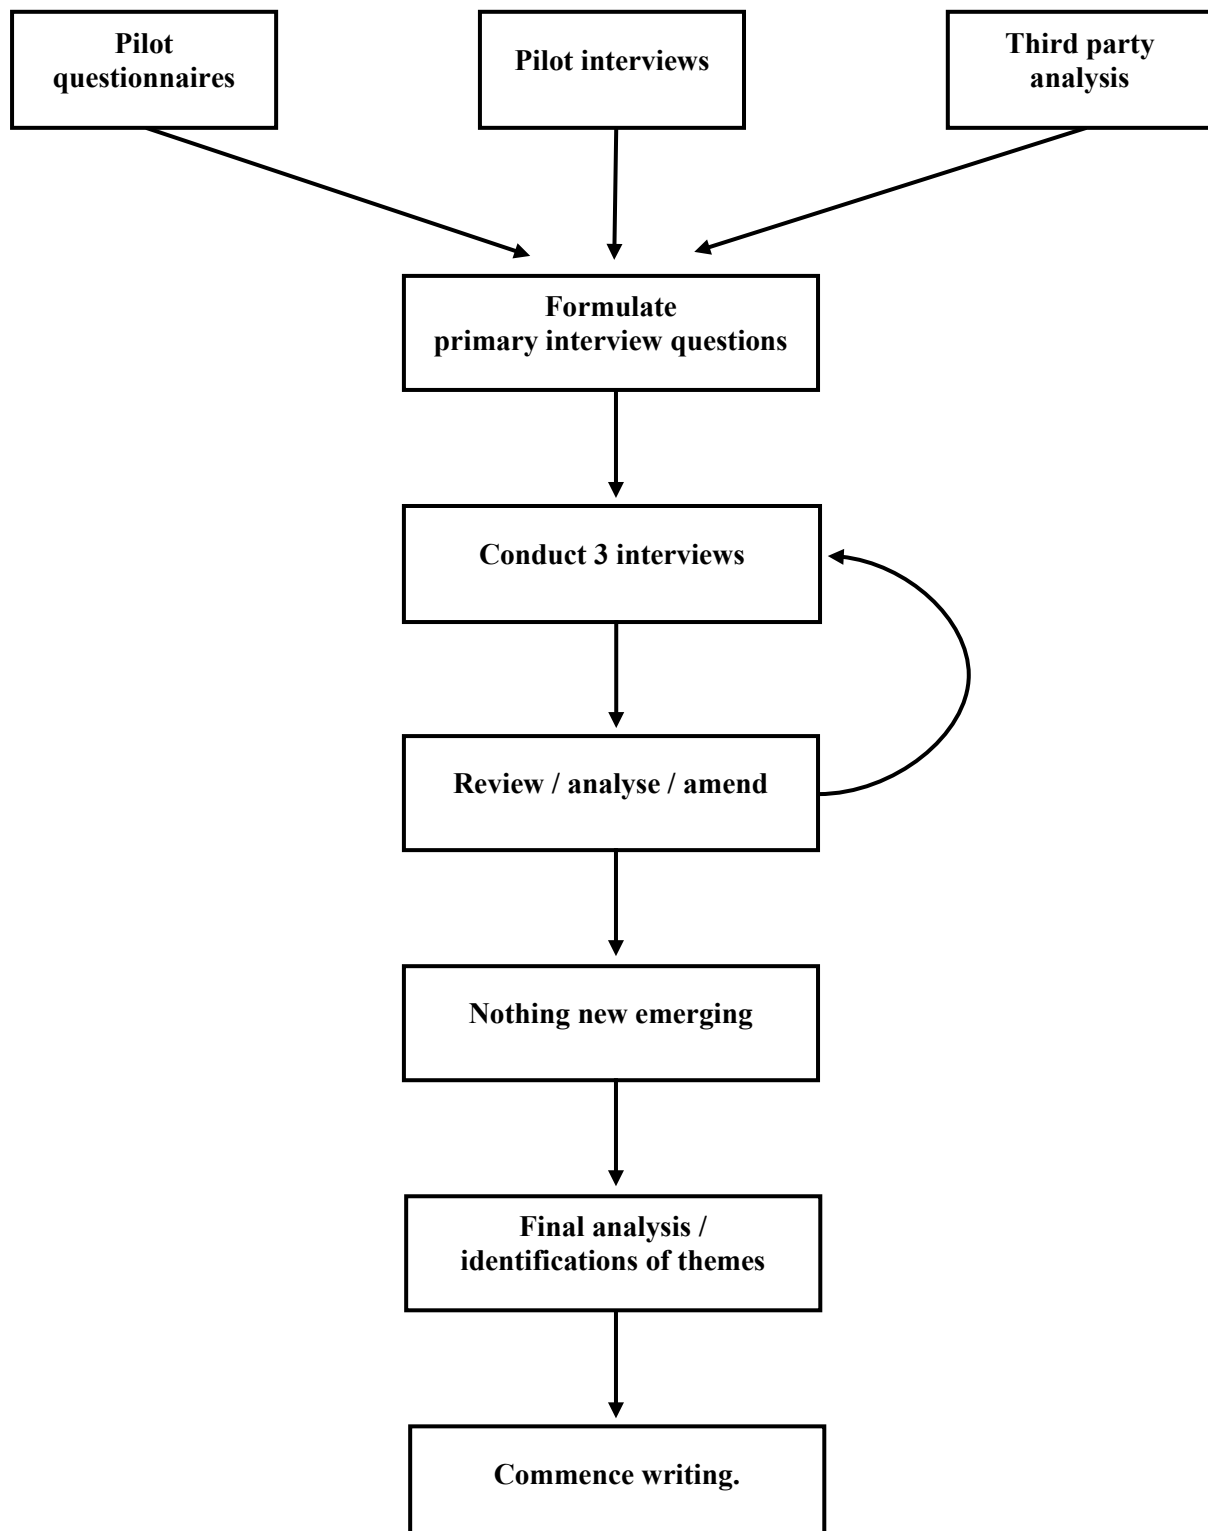 Pilot
questionnaires
Pilot interviews
Third party
analysis
Formulate
primary interview questions
Conduct 3 interviews
Review / analyse / amend
Nothing new emerging
Final analysis /
identifications of themes
Commence writing.